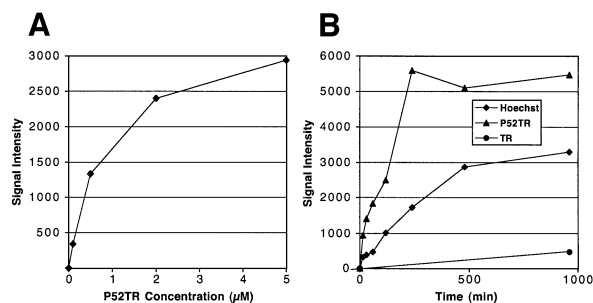 A
B
3000
2500
2000
1500
1000
500
0
0
1
2
3
4
5
Signal Intensity
P52TR Concentration (µM)
6000
5000
4000
3000
2000
1000
0
0
500
1000
Signal Intensity
Time (min)
Hoechst
P52TR
TR